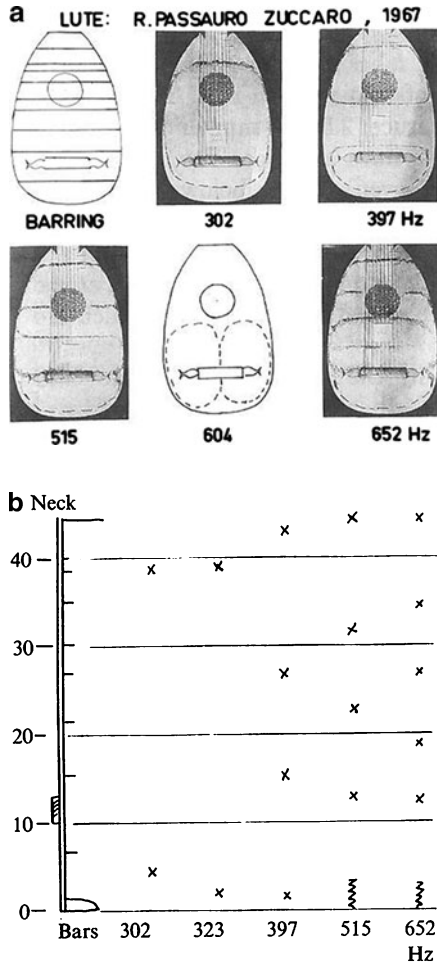 a LUTE: R.PASSAURO ZUCCARO , 1967
BARRING 302 397 Hz
515 604 652 Hz
b Neck
40
30
20
10
0
Bars 302 323 397 515 652
Hz